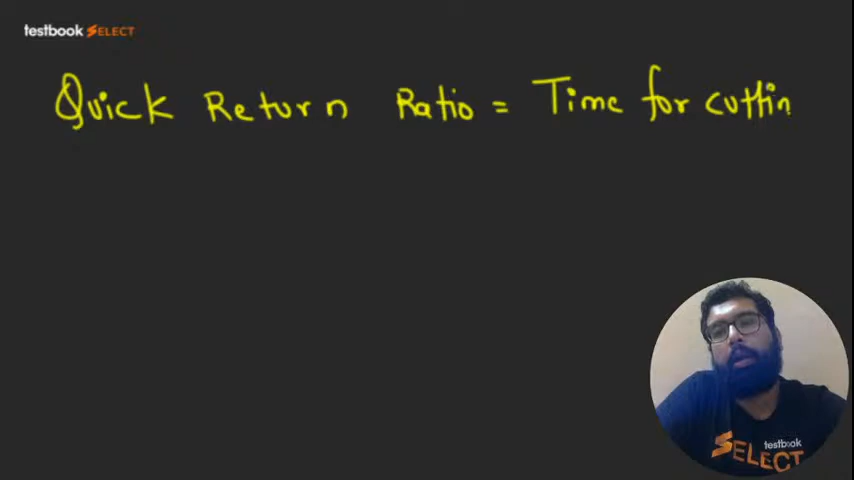 testbook SELECT
Quick Return Ratio = Time for cuttin
testbook
SELECT